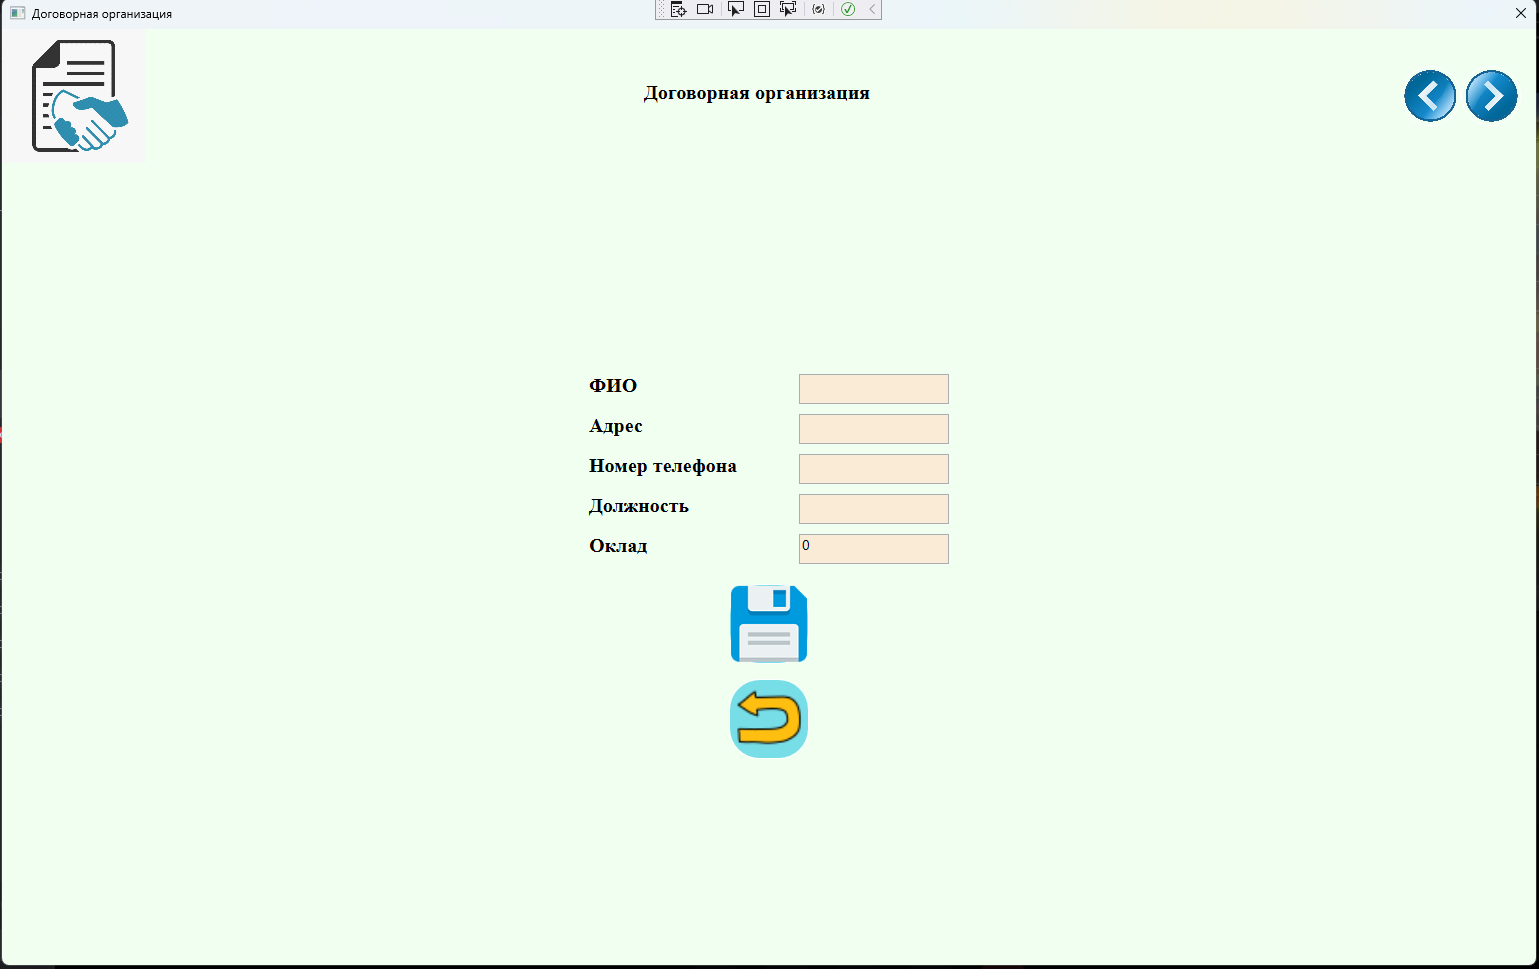 Договорная организация
Договорная организация
ФИО
Адрес
Номер телефона
Должность
Оклад 0